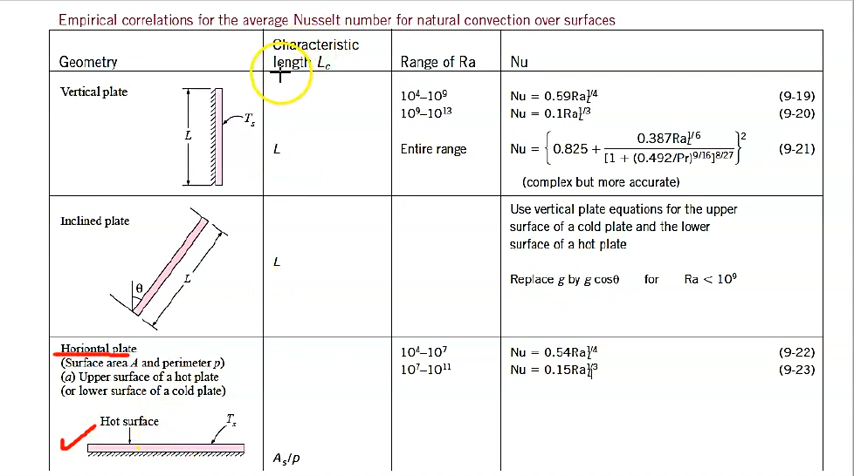 Empirical correlations for the average Nusselt number for natural convection over surfaces
Geometry
Characteristic
length Lc
Range of Ra
Nu
Vertical plate
Ts
L
L
10⁴–10⁹
Nu = 0.59Ra_L^1/4
(9-19)
10⁹–10¹³
Nu = 0.1Ra_L^1/3
(9-20)
Entire range
Nu = {0.825 + 0.387Ra_L^1/6 / [1 + (0.492/Pr)^9/16]^8/27}²
(9-21)
(complex but more accurate)
Inclined plate
θ
L
L
Use vertical plate equations for the upper
surface of a cold plate and the lower
surface of a hot plate
Replace g by g cosθ for Ra < 10⁹
Horiontal plate
(Surface area A and perimeter p)
(a) Upper surface of a hot plate
(or lower surface of a cold plate)
Hot surface
Ts
As/p
10⁴–10⁷
Nu = 0.54Ra_L^1/4
(9-22)
10⁷–10¹¹
Nu = 0.15Ra_L^1/3
(9-23)